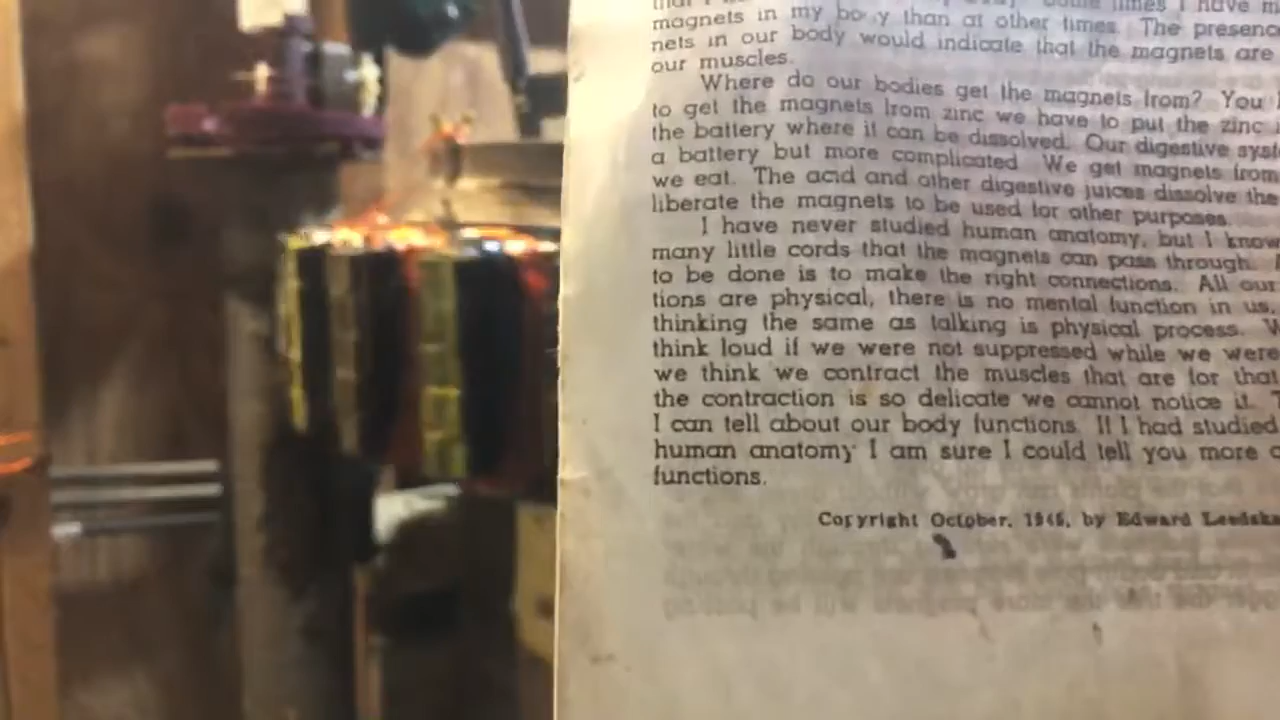 times I have
magnets in my body than at other times. The presenc
nets in our body would indicate that the magnets are
our muscles.
Where do our bodies get the magnets from? You
to get the magnets from zinc we have to put the zinc
the battery where it can be dissolved. Our digestive syst
a battery but more complicated. We get magnets from
we eat. The acid and other digestive juices dissolve the
liberate the magnets to be used for other purposes.
I have never studied human anatomy, but I know
many little cords that the magnets can pass through.
to be done is to make the right connections. All our
tions are physical, there is no mental function in us,
thinking the same as talking is physical process.
think loud if we were not suppressed while we were
we think we contract the muscles that are for that
the contraction is so delicate we cannot notice it.
I can tell about our body functions. If I had studied
human anatomy I am sure I could tell you more
functions.
Copyright October, 1945, by Edward Leedska